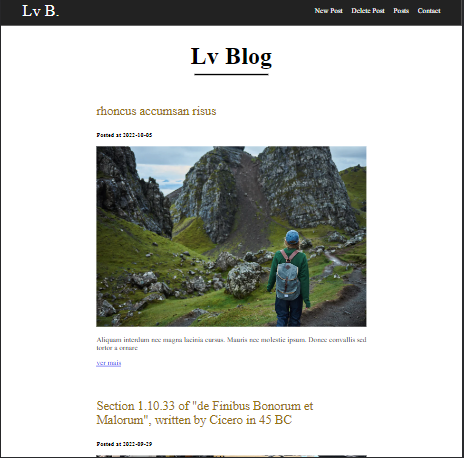 Lv B.
New Post Delete Post Posts Contact
Lv Blog
rhoncus accumsan risus
Posted at 2022-10-05
Aliquam interdum nec magna lacinia cursus. Mauris nec molestie ipsum. Donec convallis sed
tortor a ornare
ver mais
Section 1.10.33 of "de Finibus Bonorum et
Malorum", written by Cicero in 45 BC
Posted at 2022-09-29